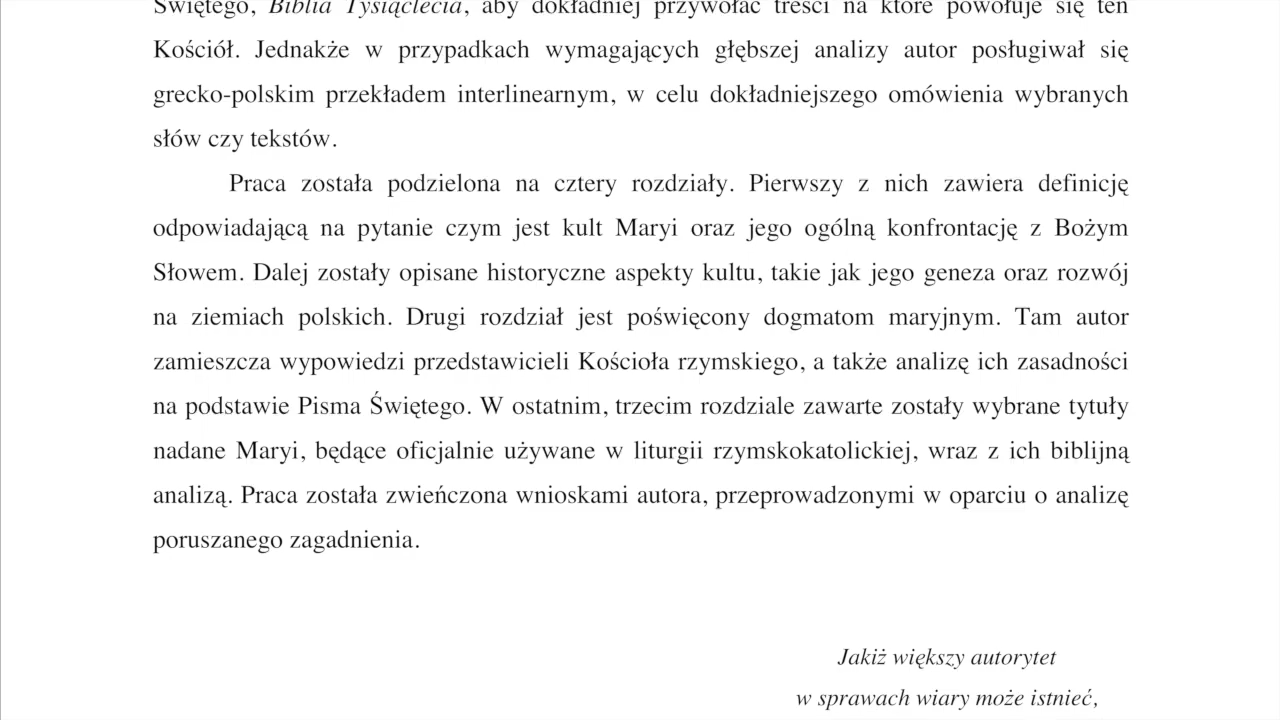 Świętego, Biblia Tysiąclecia, aby dokładniej przywołać treści na które powołuje się ten
Kościół. Jednakże w przypadkach wymagających głębszej analizy autor posługiwał się
grecko-polskim przekładem interlinearnym, w celu dokładniejszego omówienia wybranych
słów czy tekstów.
Praca została podzielona na cztery rozdziały. Pierwszy z nich zawiera definicję
odpowiadającą na pytanie czym jest kult Maryi oraz jego ogólną konfrontację z Bożym
Słowem. Dalej zostały opisane historyczne aspekty kultu, takie jak jego geneza oraz rozwój
na ziemiach polskich. Drugi rozdział jest poświęcony dogmatom maryjnym. Tam autor
zamieszcza wypowiedzi przedstawicieli Kościoła rzymskiego, a także analizę ich zasadności
na podstawie Pisma Świętego. W ostatnim, trzecim rozdziale zawarte zostały wybrane tytuły
nadane Maryi, będące oficjalnie używane w liturgii rzymskokatolickiej, wraz z ich biblijną
analizą. Praca została zwieńczona wnioskami autora, przeprowadzonymi w oparciu o analizę
poruszanego zagadnienia.
Jakiż większy autorytet
w sprawach wiary może istnieć,